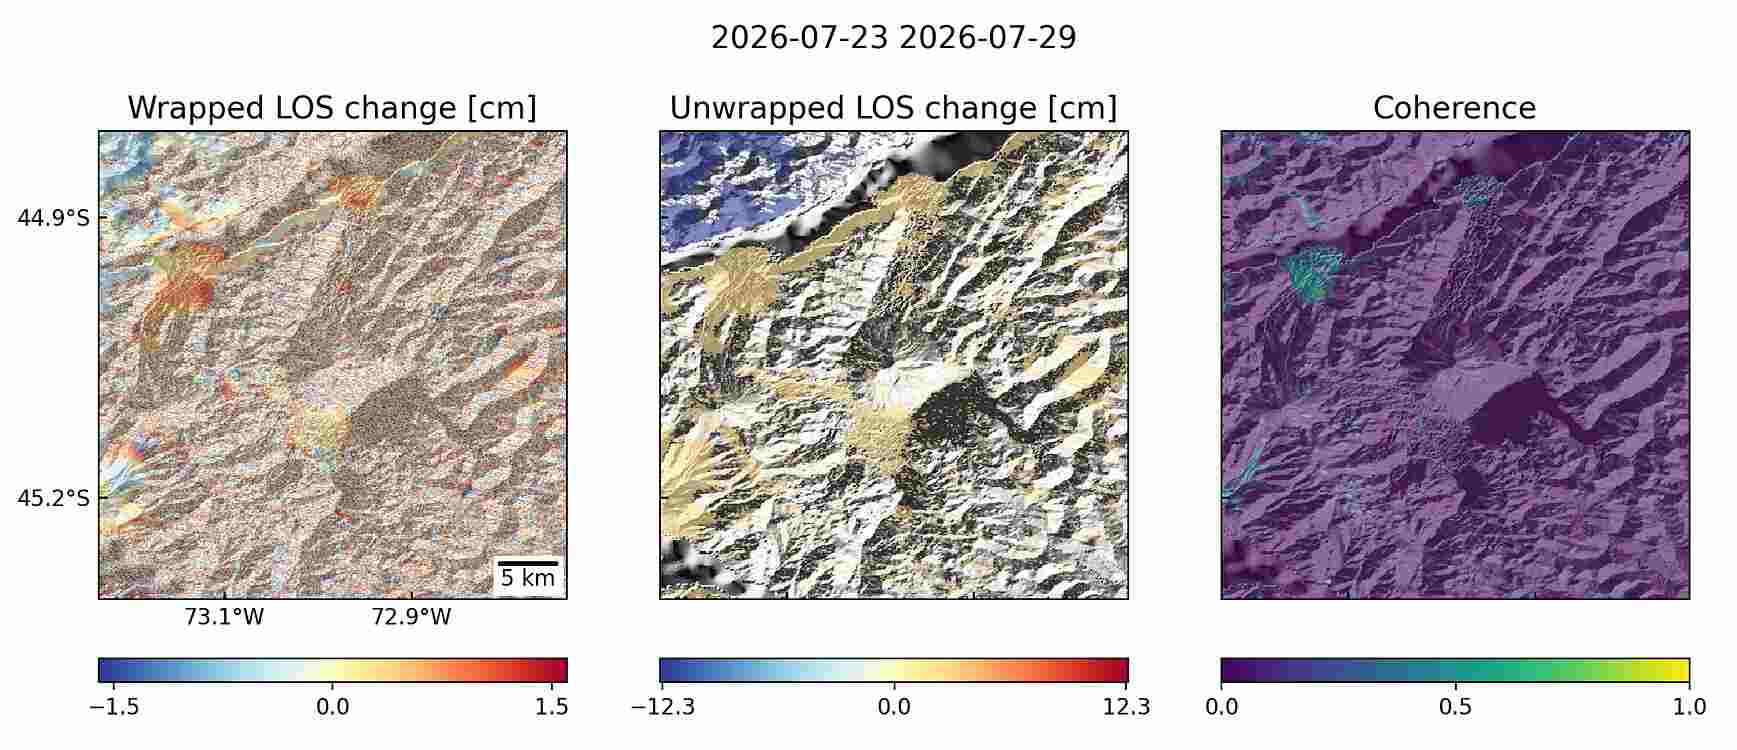 2026-07-23 2026-07-29
Wrapped LOS change [cm]
Unwrapped LOS change [cm]
Coherence
44.9°S
45.2°S
5 km
73.1°W
72.9°W
−1.5
0.0
1.5
−12.3
0.0
12.3
0.0
0.5
1.0